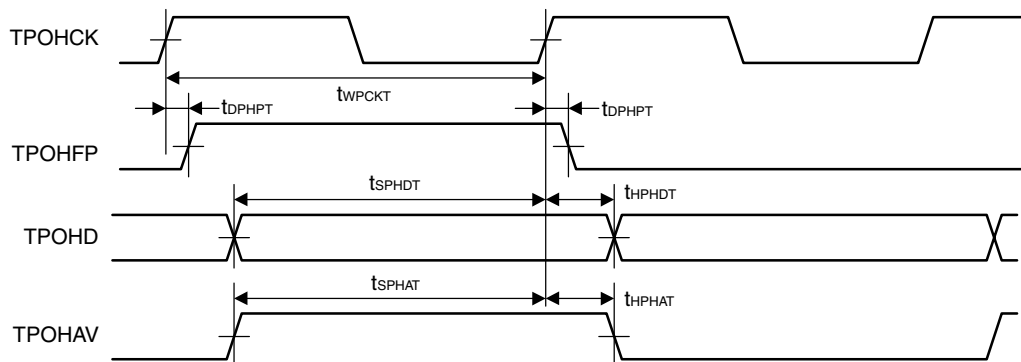 TPOHCK
tWPCKT
tDPHPT
tDPHPT
TPOHFP
tSPHDT
tHPHDT
TPOHD
tSPHAT
tHPHAT
TPOHAV